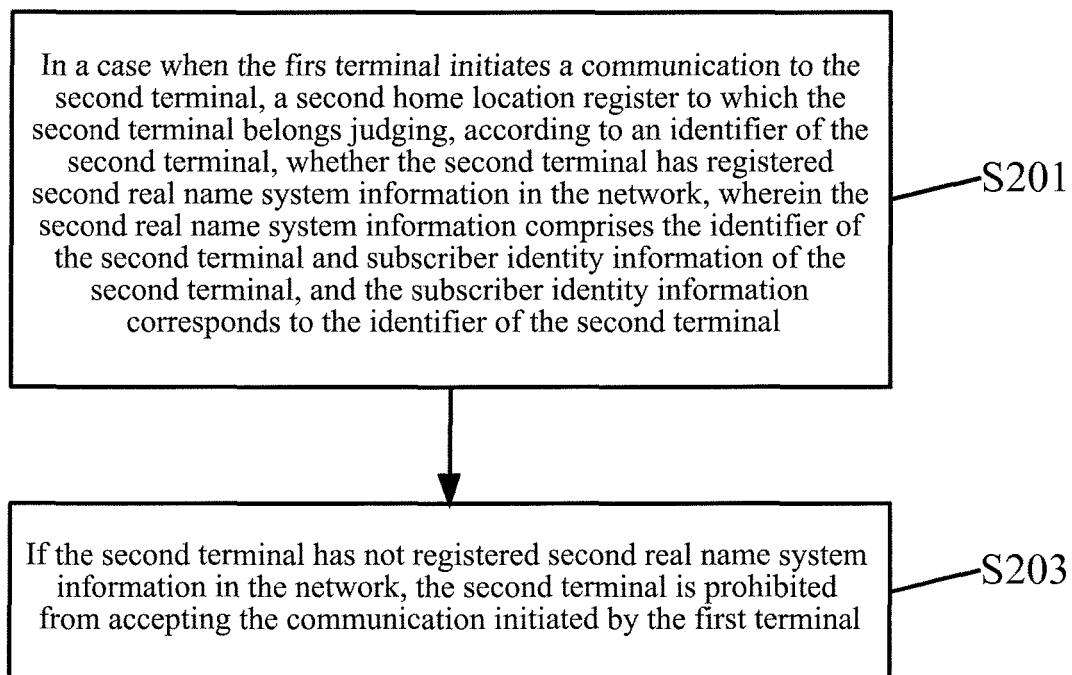 In a case when the firs terminal initiates a communication to the
second terminal, a second home location register to which the
second terminal belongs judging, according to an identifier of the
second terminal, whether the second terminal has registered
second real name system information in the network, wherein the
second real name system information comprises the identifier of
the second terminal and subscriber identity information of the
second terminal, and the subscriber identity information
corresponds to the identifier of the second terminal
S201
If the second terminal has not registered second real name system
information in the network, the second terminal is prohibited
from accepting the communication initiated by the first terminal
S203